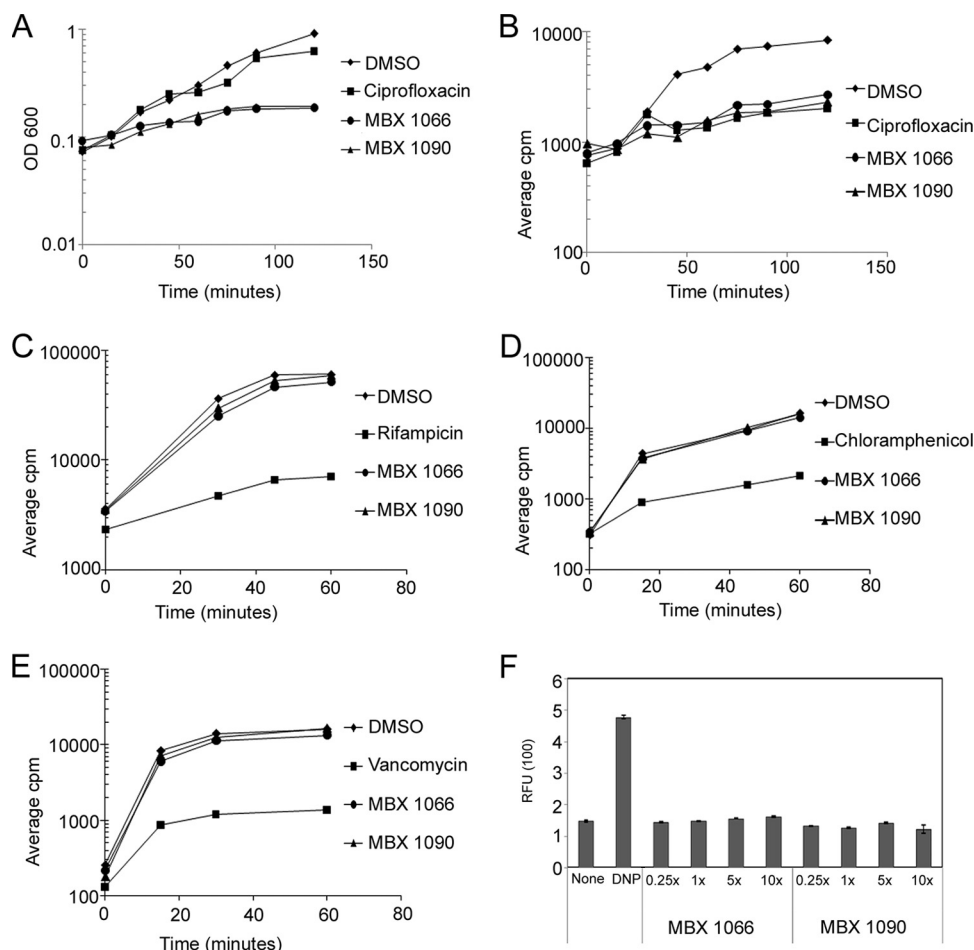 A
OD 600
1
0.1
0.01
0 50 100 150
Time (minutes)
DMSO
Ciprofloxacin
MBX 1066
MBX 1090
B
Average cpm
10000
1000
100
0 50 100 150
Time (minutes)
DMSO
Ciprofloxacin
MBX 1066
MBX 1090
C
Average cpm
100000
10000
1000
0 20 40 60 80
Time (minutes)
DMSO
Rifampicin
MBX 1066
MBX 1090
D
Average cpm
100000
10000
1000
100
0 20 40 60 80
Time (minutes)
DMSO
Chloramphenicol
MBX 1066
MBX 1090
E
Average cpm
100000
10000
1000
100
0 20 40 60 80
Time (minutes)
DMSO
Vancomycin
MBX 1066
MBX 1090
F
RFU (100)
6
5
4
3
2
1
0
None DNP 0.25x 1x 5x 10x 0.25x 1x 5x 10x
MBX 1066 MBX 1090